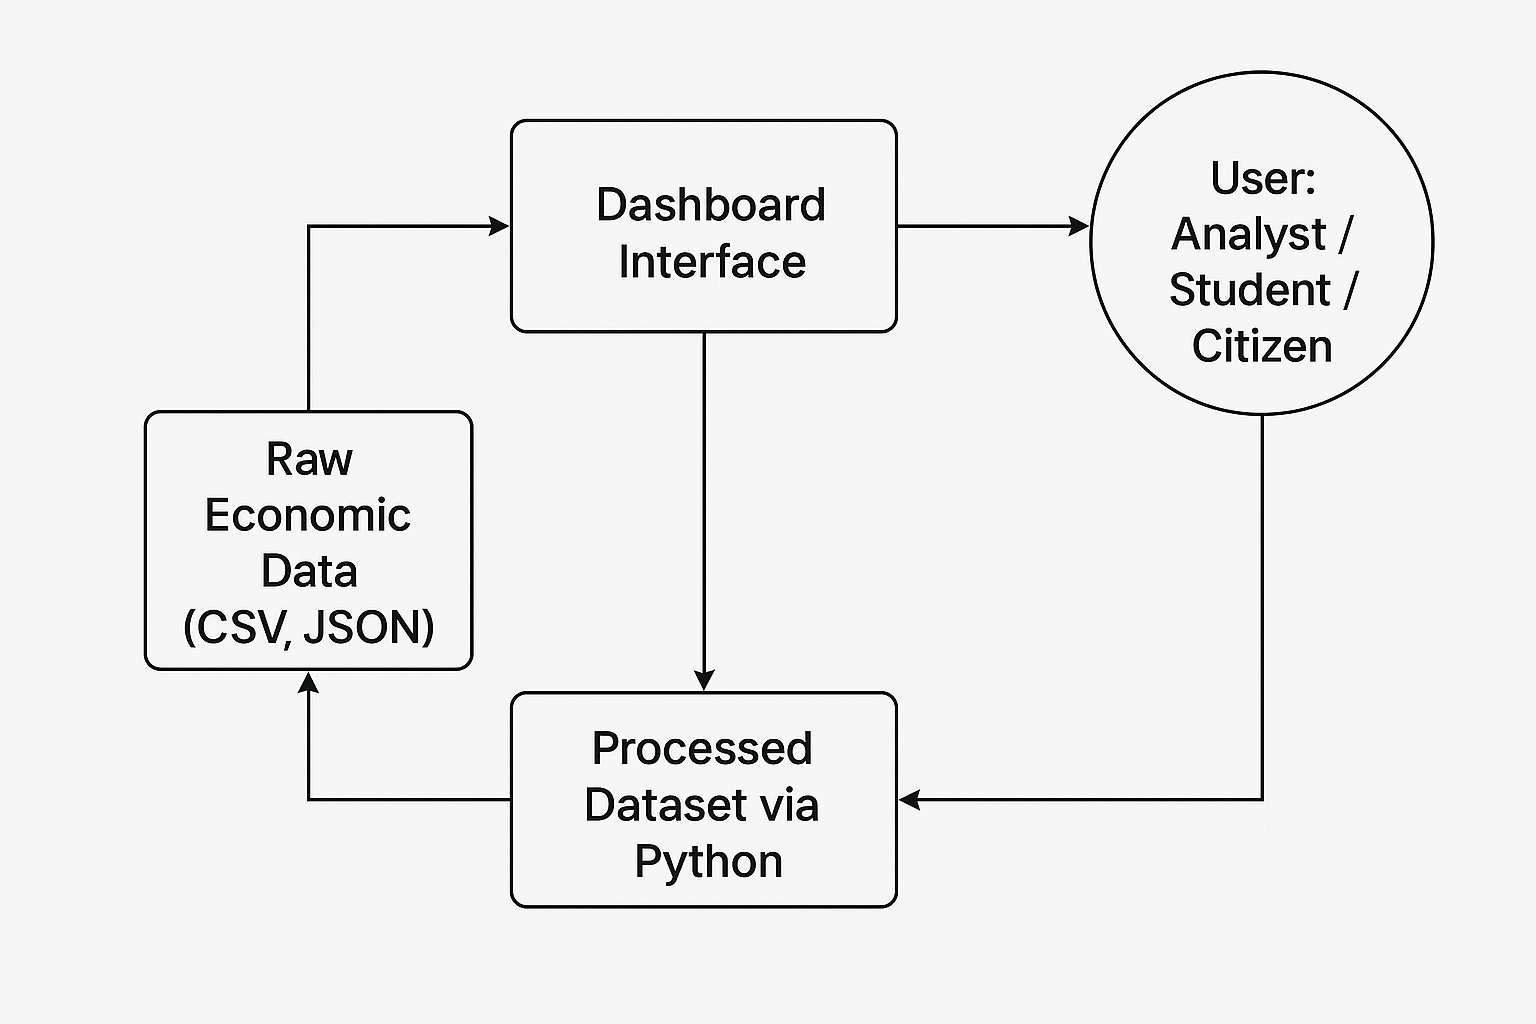 Dashboard
Interface
User:
Analyst /
Student /
Citizen
Raw
Economic
Data
(CSV, JSON)
Processed
Dataset via
Python